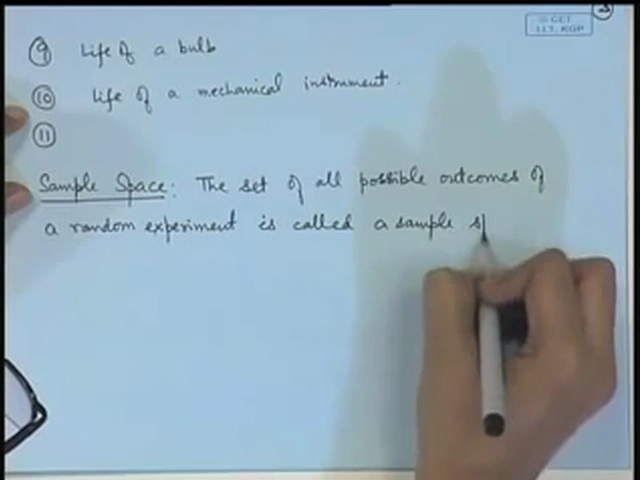 © CET
I.I.T. KGP
⑨ Life of a bulb
⑩ Life of a mechanical instrument.
⑪
Sample Space: The set of all possible outcomes of
a random experiment is called a sample sp